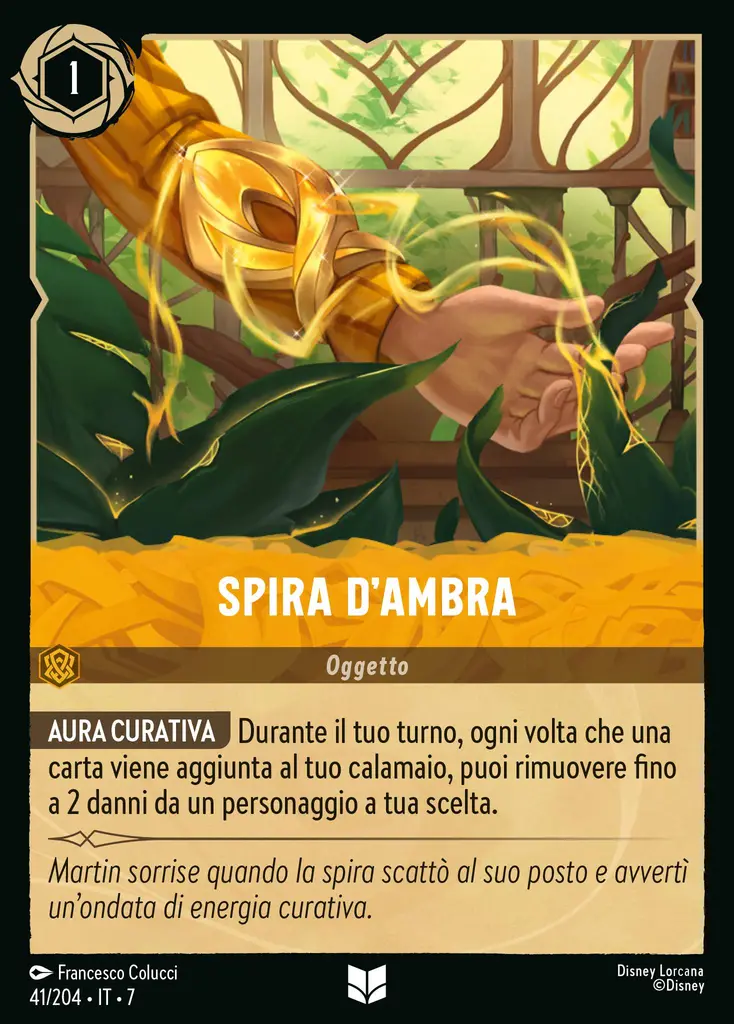 1
SPIRA D'AMBRA
Oggetto
AURA CURATIVA Durante il tuo turno, ogni volta che una
carta viene aggiunta al tuo calamaio, puoi rimuovere fino
a 2 danni da un personaggio a tua scelta.
Martin sorrise quando la spira scattò al suo posto e avvertì
un'ondata di energia curativa.
Francesco Colucci
41/204 • IT • 7
Disney Lorcana
©Disney